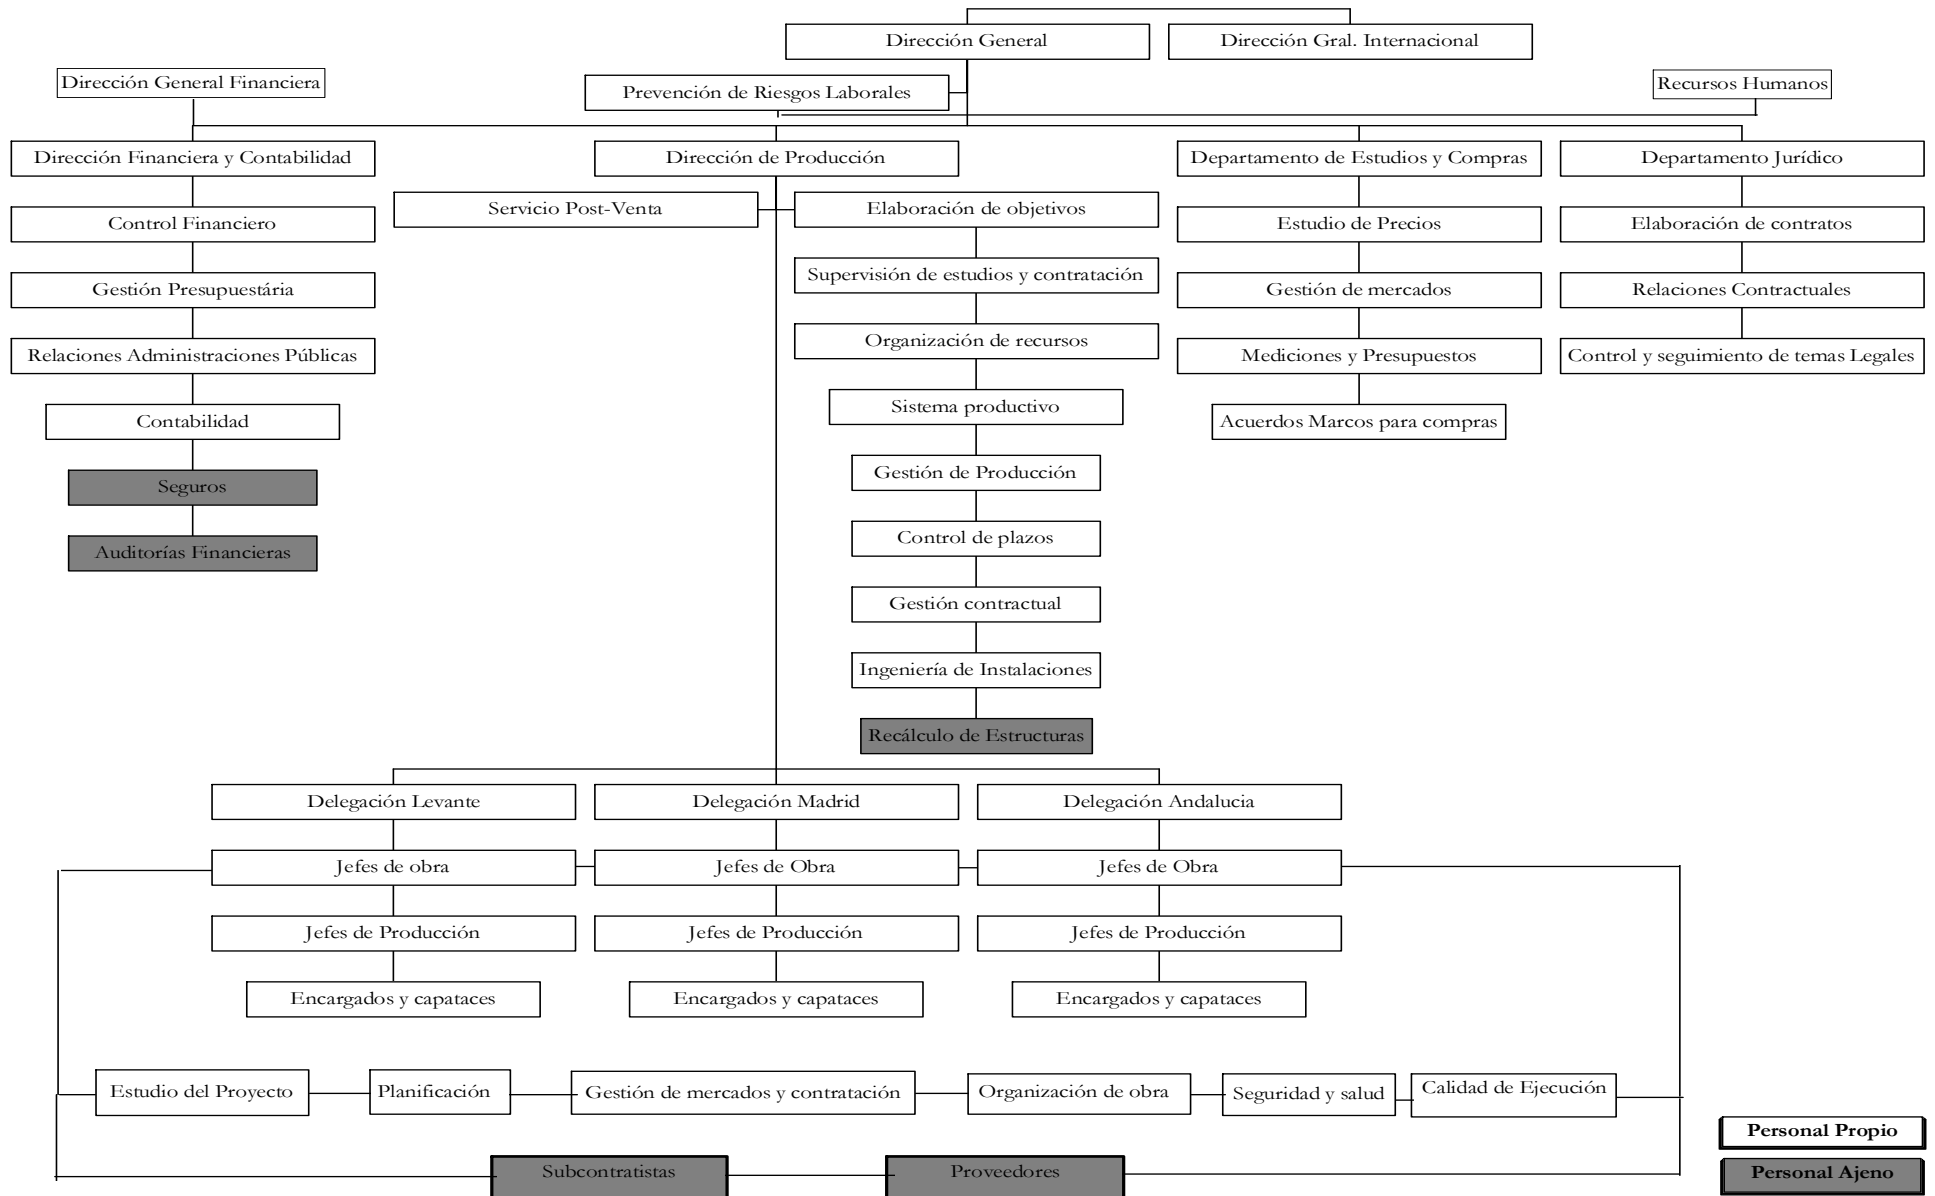 Dirección General
Dirección Gral. Internacional
Dirección General Financiera
Prevención de Riesgos Laborales
Recursos Humanos
Dirección Financiera y Contabilidad
Dirección de Producción
Departamento de Estudios y Compras
Departamento Jurídico
Servicio Post-Venta
Elaboración de objetivos
Control Financiero
Estudio de Precios
Elaboración de contratos
Supervisión de estudios y contratación
Gestión Presupuestária
Gestión de mercados
Relaciones Contractuales
Organización de recursos
Relaciones Administraciones Públicas
Mediciones y Presupuestos
Control y seguimiento de temas Legales
Sistema productivo
Contabilidad
Acuerdos Marcos para compras
Gestión de Producción
Seguros
Control de plazos
Auditorías Financieras
Gestión contractual
Ingeniería de Instalaciones
Recálculo de Estructuras
Delegación Levante
Delegación Madrid
Delegación Andalucia
Jefes de obra
Jefes de Obra
Jefes de Obra
Jefes de Producción
Jefes de Producción
Jefes de Producción
Encargados y capataces
Encargados y capataces
Encargados y capataces
Estudio del Proyecto
Planificación
Gestión de mercados y contratación
Organización de obra
Seguridad y salud
Calidad de Ejecución
Personal Propio
Subcontratistas
Proveedores
Personal Ajeno